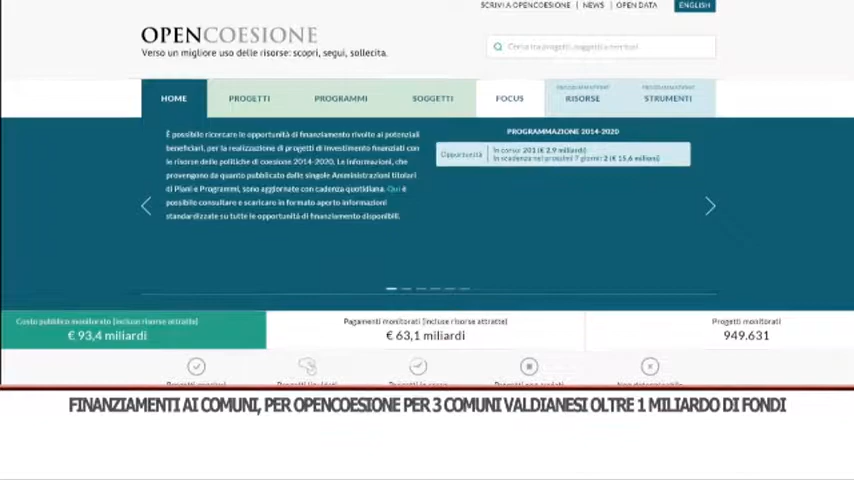 SCRIVI A OPENCOESIONE | NEWS | OPEN DATA ENGLISH
OPENCOESIONE
Verso un migliore uso delle risorse: scopri, segui, sollecita.
Cerca tra progetti, soggetti e territori
HOME PROGETTI PROGRAMMI SOGGETTI FOCUS RISORSE STRUMENTI
È possibile ricercare le opportunità di finanziamento rivolte ai potenziali
beneficiari, per la realizzazione di progetti di investimento finanziati con
le risorse delle politiche di coesione 2014-2020. Le informazioni, che
provengono da quanto pubblicato dalle singole Amministrazioni titolari
di Piani e Programmi, sono aggiornate con cadenza quotidiana. Qui è
possibile consultare e scaricare in formato aperto informazioni
standardizzate su tutte le opportunità di finanziamento disponibili.
PROGRAMMAZIONE 2014-2020
Opportunità
In corso: 201 (€ 2,9 miliardi)
In scadenza nei prossimi 7 giorni: 2 (€ 15,6 milioni)
Costo pubblico monitorato (incluse risorse attratte)
€ 93,4 miliardi
Pagamenti monitorati (incluse risorse attratte)
€ 63,1 miliardi
Progetti monitorati
949.631
FINANZIAMENTI AI COMUNI, PER OPENCOESIONE PER 3 COMUNI VALDIANESI OLTRE 1 MILIARDO DI FONDI